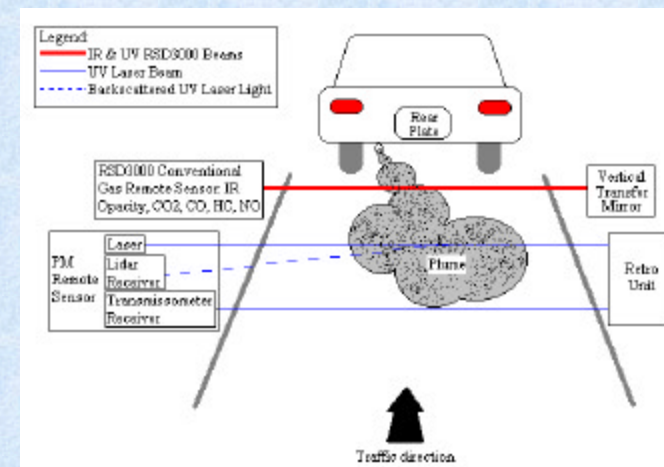 Legend:
IR & UV RSD3000 Beams
UV Laser Beam
Backscattered UV Laser Light
Rear
Plate
RSD3000 Conventional
Gas Remote Sensor: IR
Opacity, CO2, CO, HC, NO
Vertical
Transfer
Mirror
PM
Remote
Sensor
Laser
Lidar
Receiver
Transmissometer
Receiver
Plume
Retro
Unit
Traffic direction